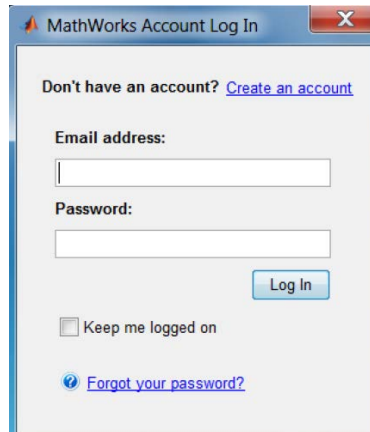 MathWorks Account Log In
Don't have an account? Create an account
Email address:
Password:
Log In
Keep me logged on
Forgot your password?